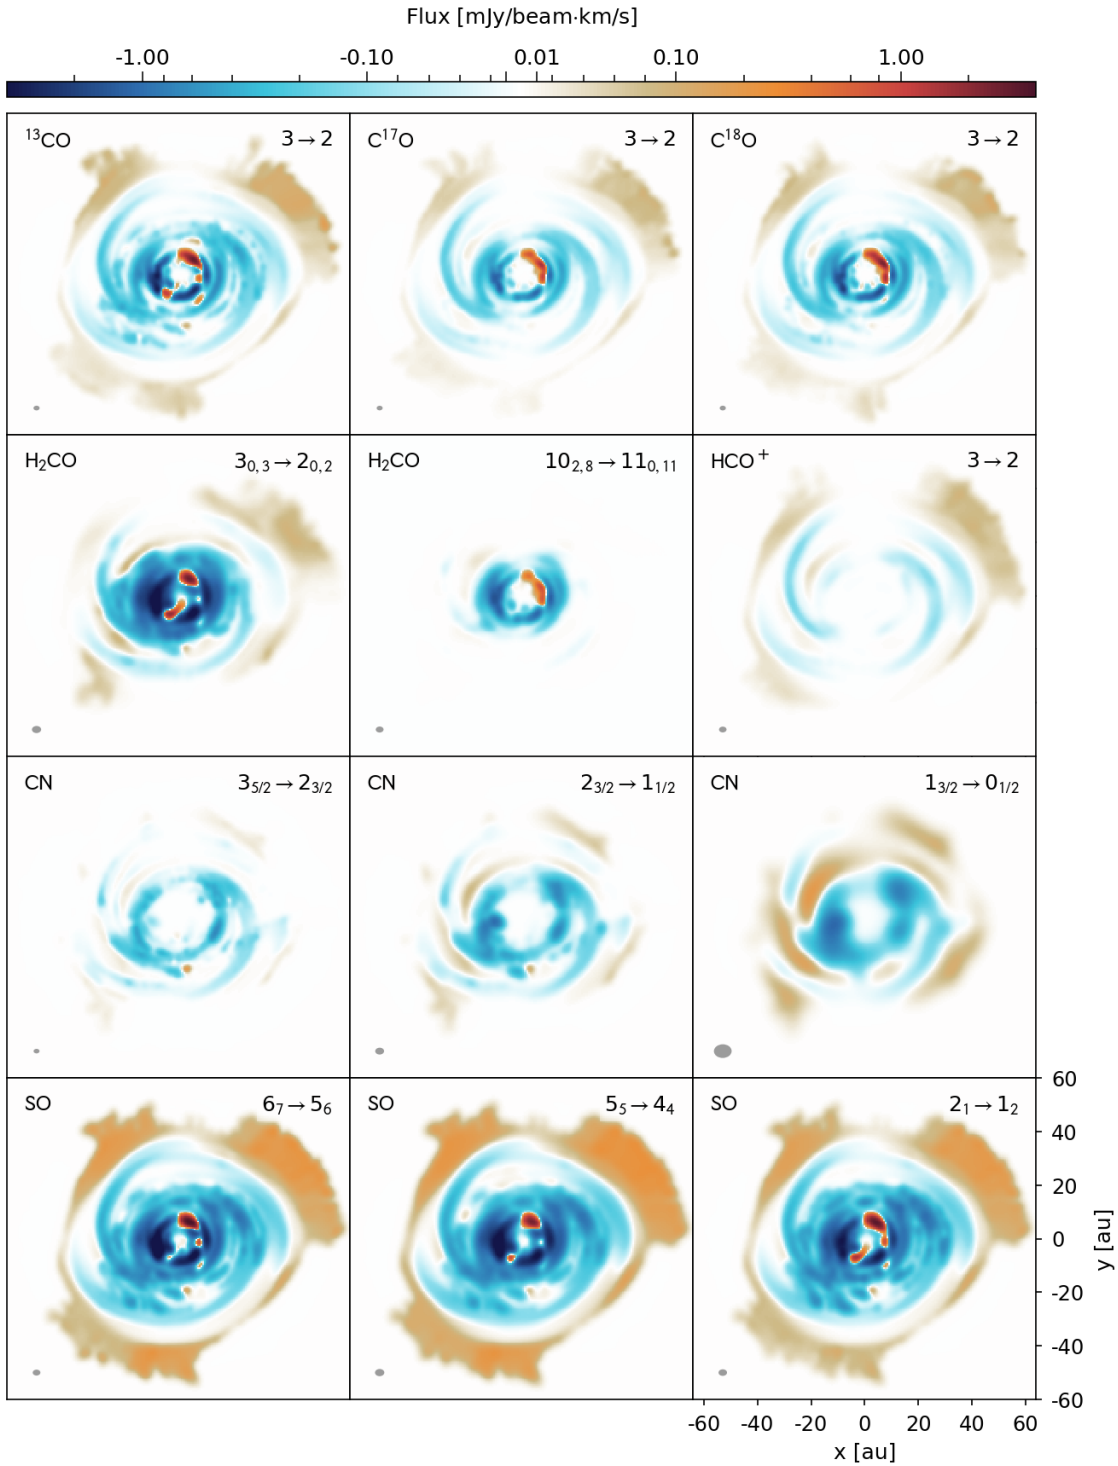 Flux [mJy/beam·km/s]
-1.00 -0.10 0.01 0.10 1.00
¹³CO 3→2 C¹⁷O 3→2 C¹⁸O 3→2
H₂CO 3₀,₃→2₀,₂ H₂CO 10₂,₈→11₀,₁₁ HCO⁺ 3→2
CN 3₅/₂→2₃/₂ CN 2₃/₂→1₁/₂ CN 1₃/₂→0₁/₂
SO 6₇→5₆ SO 5₅→4₄ SO 2₁→1₂
60
40
20
0
-20
-40
-60
y [au]
-60 -40 -20 0 20 40 60
x [au]